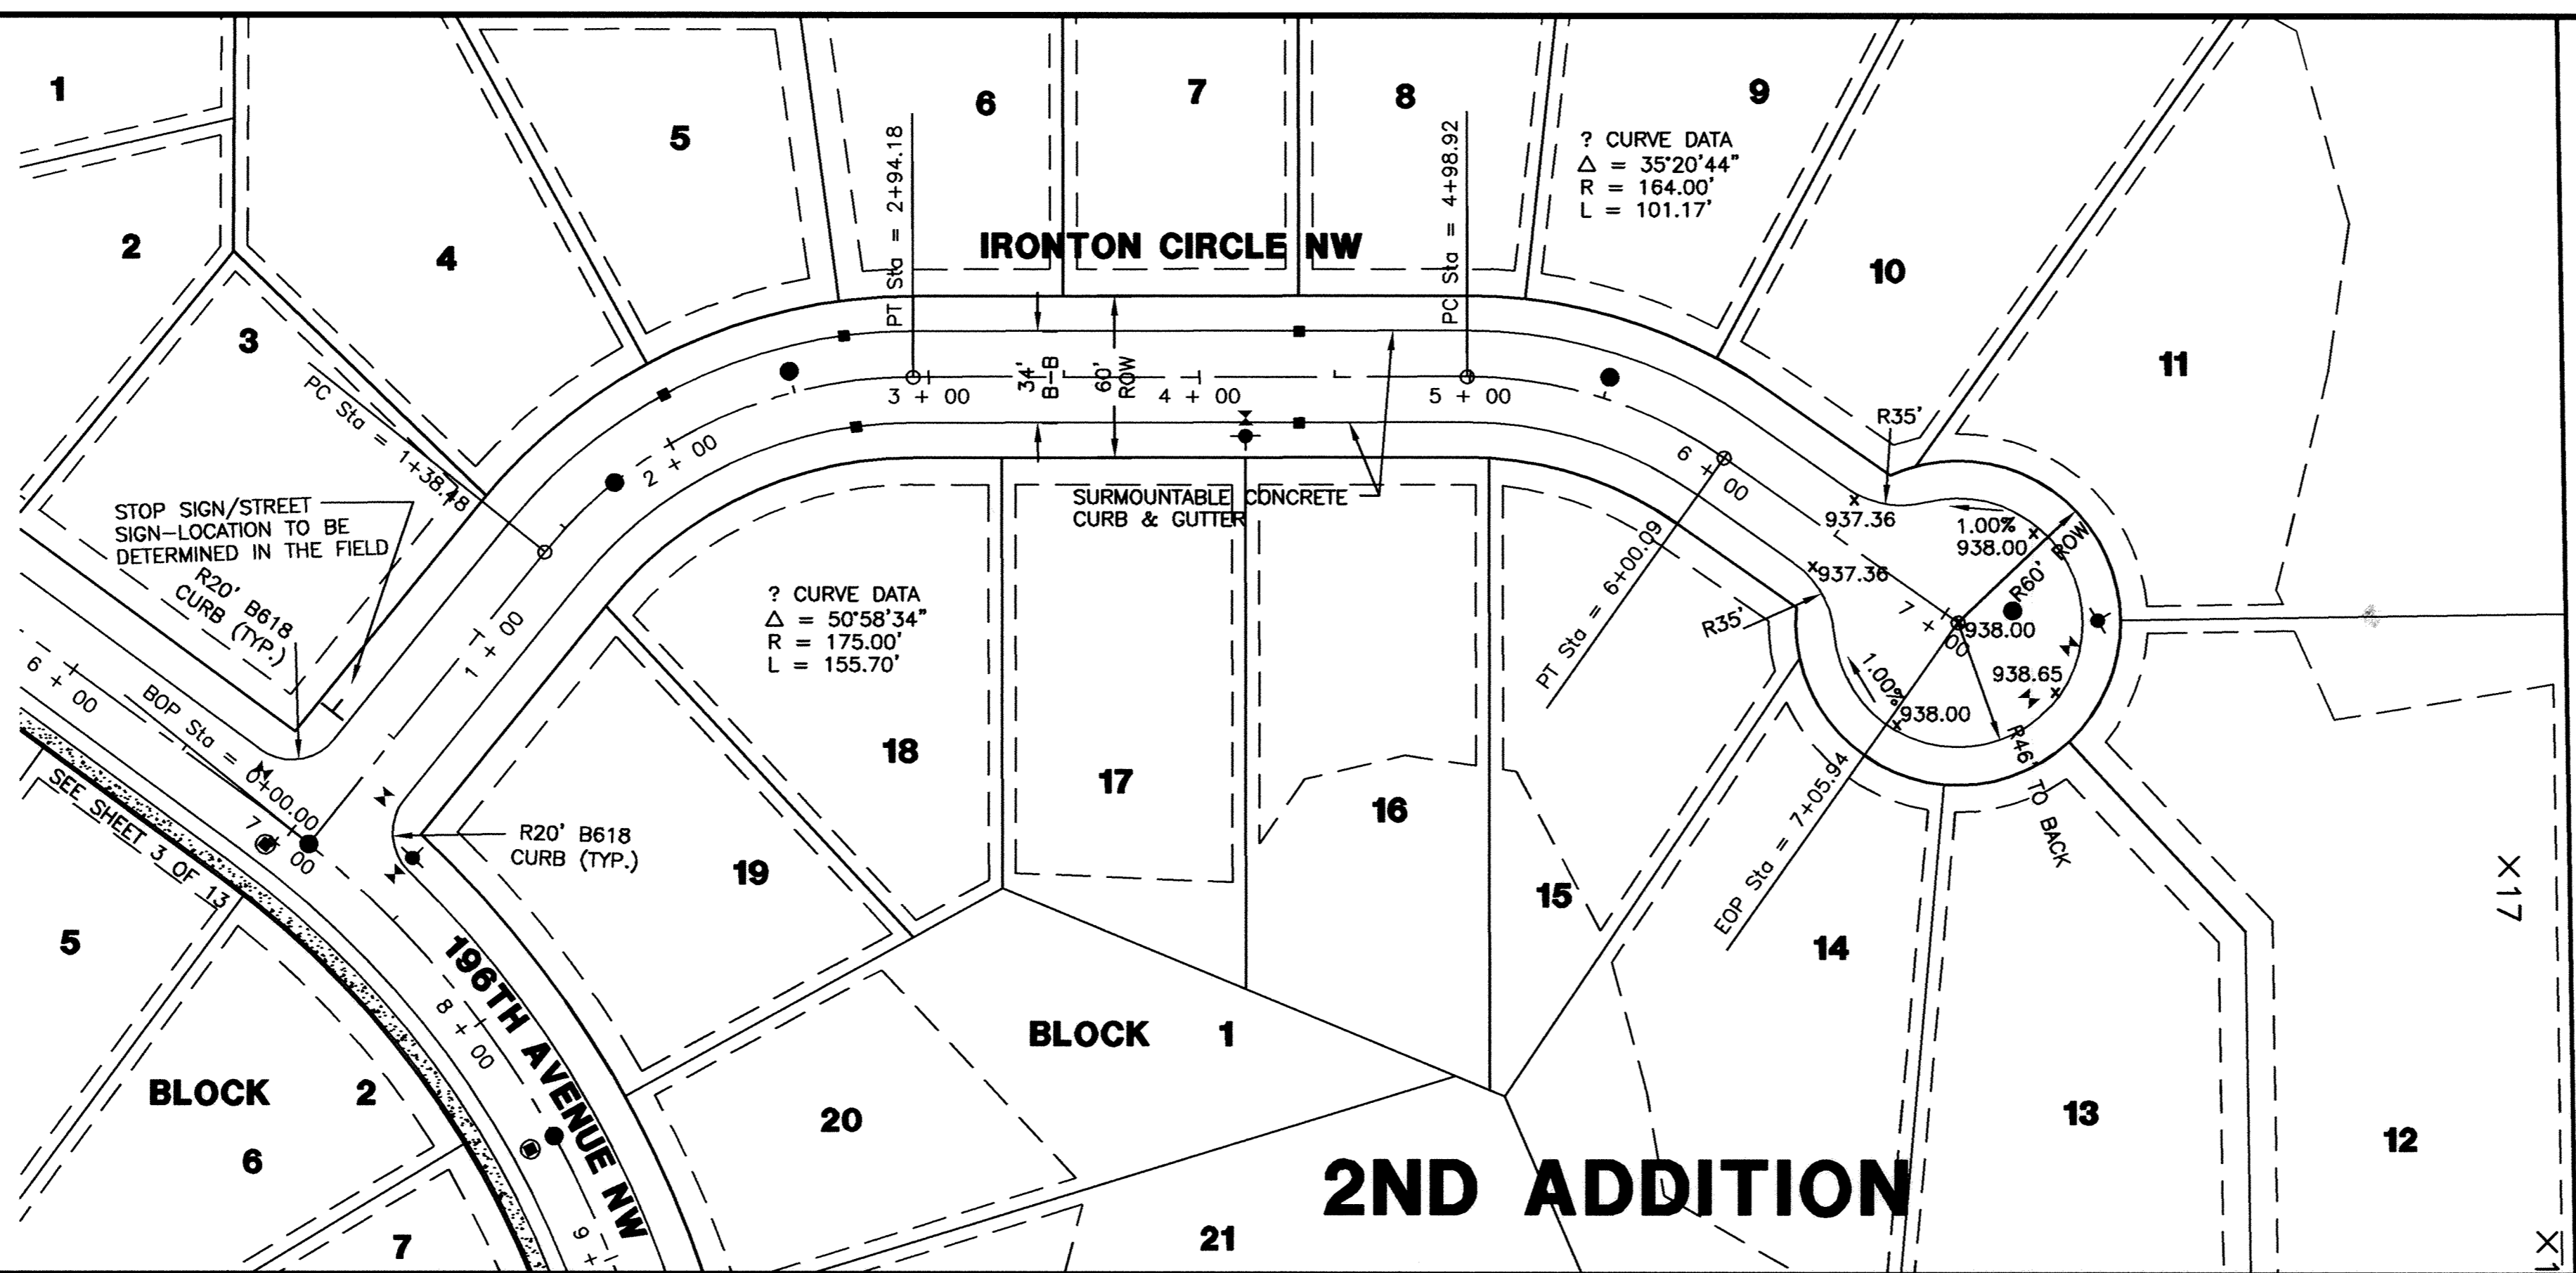 1
2
3
4
5
6
7
8
9
10
11
IRONTON CIRCLE NW
? CURVE DATA
Δ = 35°20'44"
R = 164.00'
L = 101.17'
PT Sta = 2+94.18
PC Sta = 4+98.92
PC Sta = 1+38.48
STOP SIGN/STREET
SIGN-LOCATION TO BE
DETERMINED IN THE FIELD
R20' B618
CURB (TYP.)
34'
B-B
60'
ROW
3 + 00
4 + 00
5 + 00
2 + 00
1 + 00
6 + 00
7 + 00
SURMOUNTABLE CONCRETE
CURB & GUTTER
? CURVE DATA
Δ = 50°58'34"
R = 175.00'
L = 155.70'
R35'
937.36
937.36
1.00%
938.00
ROW
R60'
R35'
PT Sta = 6+00.09
938.00
938.65
1.00%
938.00
R46' TO BACK
EOP Sta = 7+05.94
6 + 00
BOP Sta = 0+00.00
7 + 00
SEE SHEET 3 OF 13
R20' B618
CURB (TYP.)
18
17
16
15
19
14
13
12
X17
5
196TH AVENUE NW
8 + 00
9 +
BLOCK 1
BLOCK 2
6
7
20
21
2ND ADDITION
X1